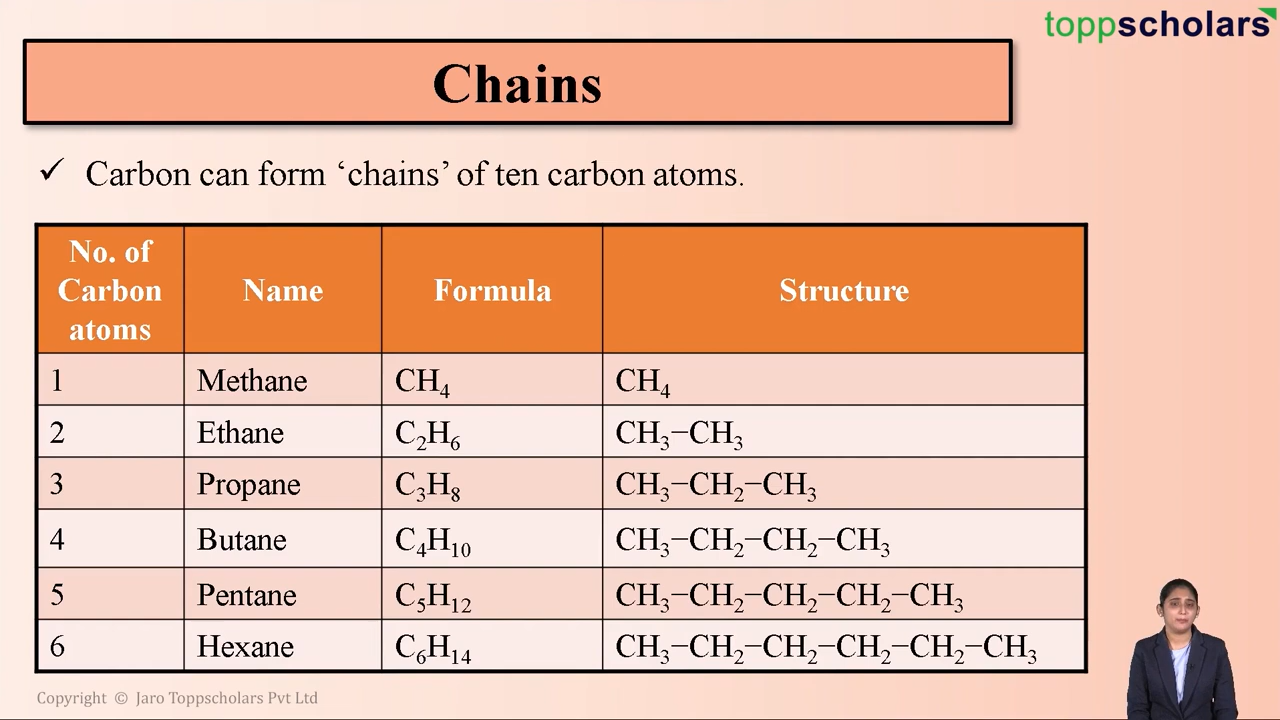 toppscholars
Chains
✓ Carbon can form ‘chains’ of ten carbon atoms.
No. of Carbon atoms Name Formula Structure
1 Methane CH₄ CH₄
2 Ethane C₂H₆ CH₃−CH₃
3 Propane C₃H₈ CH₃−CH₂−CH₃
4 Butane C₄H₁₀ CH₃−CH₂−CH₂−CH₃
5 Pentane C₅H₁₂ CH₃−CH₂−CH₂−CH₂−CH₃
6 Hexane C₆H₁₄ CH₃−CH₂−CH₂−CH₂−CH₂−CH₃
Copyright © Jaro Toppscholars Pvt Ltd